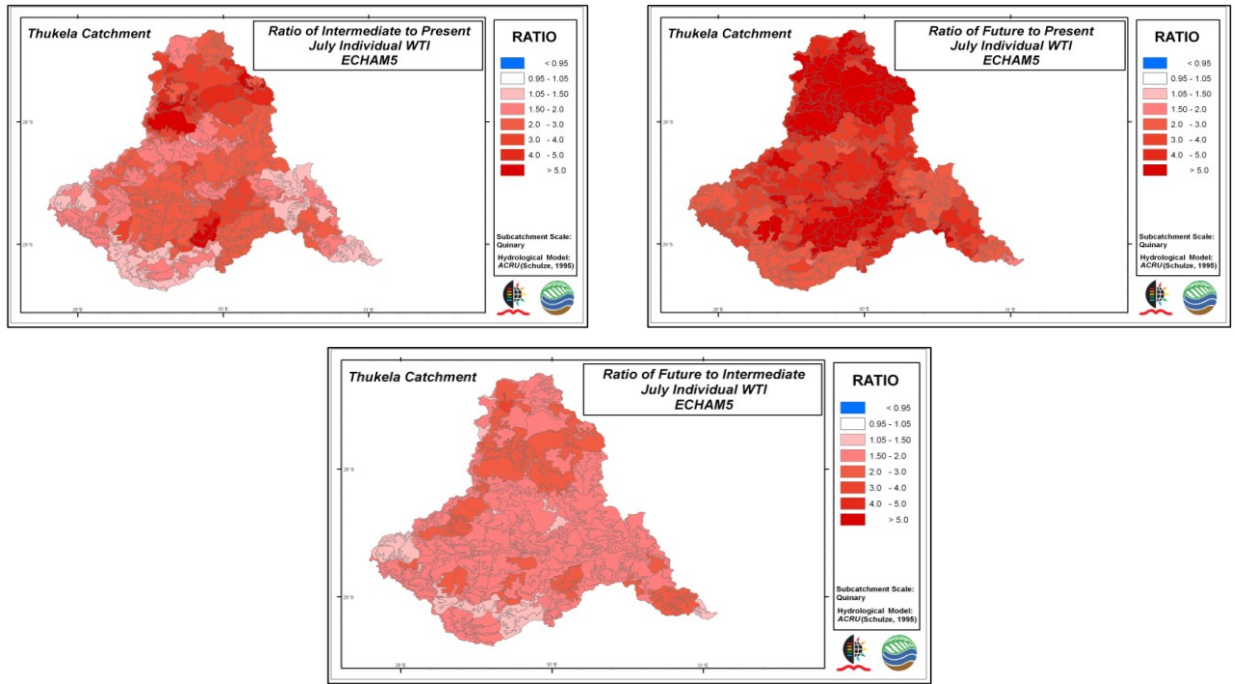 Thukela Catchment
Ratio of Intermediate to Present
July Individual WTI
ECHAM5
RATIO
< 0.95
0.95 - 1.05
1.05 - 1.50
1.50 - 2.0
2.0 - 3.0
3.0 - 4.0
4.0 - 5.0
> 5.0
Subcatchment Scale:
Quinary
Hydrological Model:
ACRU(Schulze, 1995)
Thukela Catchment
Ratio of Future to Present
July Individual WTI
ECHAM5
RATIO
< 0.95
0.95 - 1.05
1.05 - 1.50
1.50 - 2.0
2.0 - 3.0
3.0 - 4.0
4.0 - 5.0
> 5.0
Subcatchment Scale:
Quinary
Hydrological Model:
ACRU(Schulze, 1995)
Thukela Catchment
Ratio of Future to Intermediate
July Individual WTI
ECHAM5
RATIO
< 0.95
0.95 - 1.05
1.05 - 1.50
1.50 - 2.0
2.0 - 3.0
3.0 - 4.0
4.0 - 5.0
> 5.0
Subcatchment Scale:
Quinary
Hydrological Model:
ACRU(Schulze, 1995)